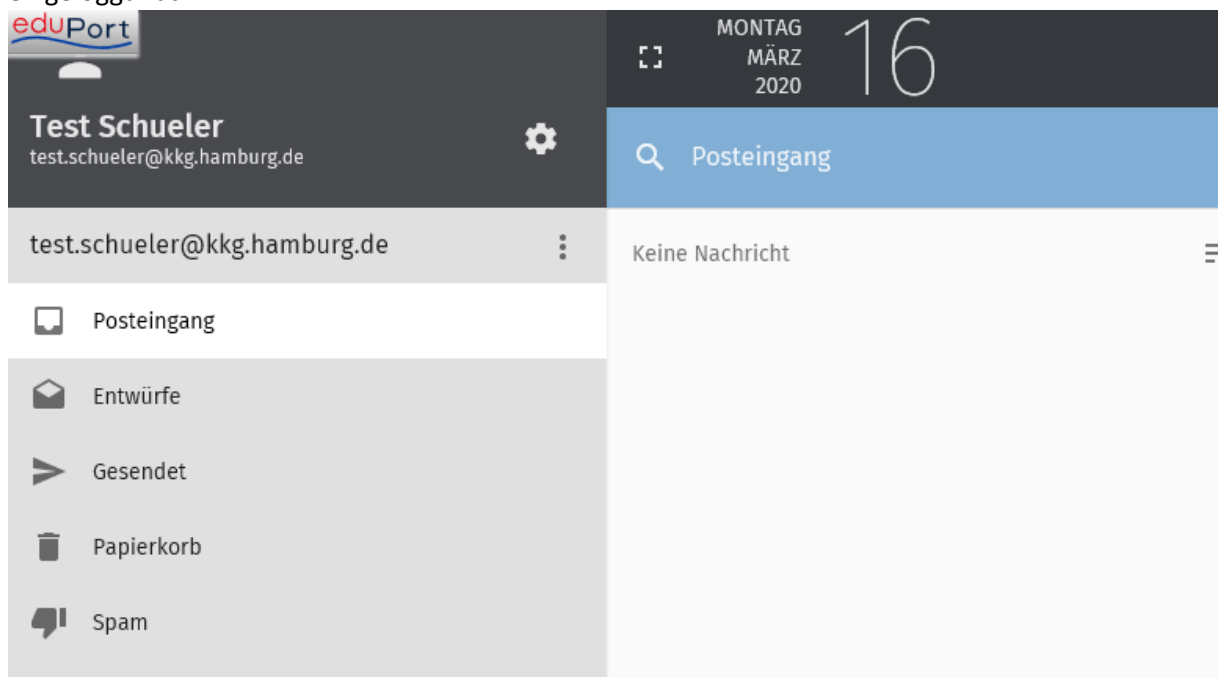 eduPort
Test Schueler
test.schueler@kkg.hamburg.de
test.schueler@kkg.hamburg.de
Posteingang
Entwürfe
Gesendet
Papierkorb
Spam
MONTAG
MÄRZ
2020
16
Posteingang
Keine Nachricht